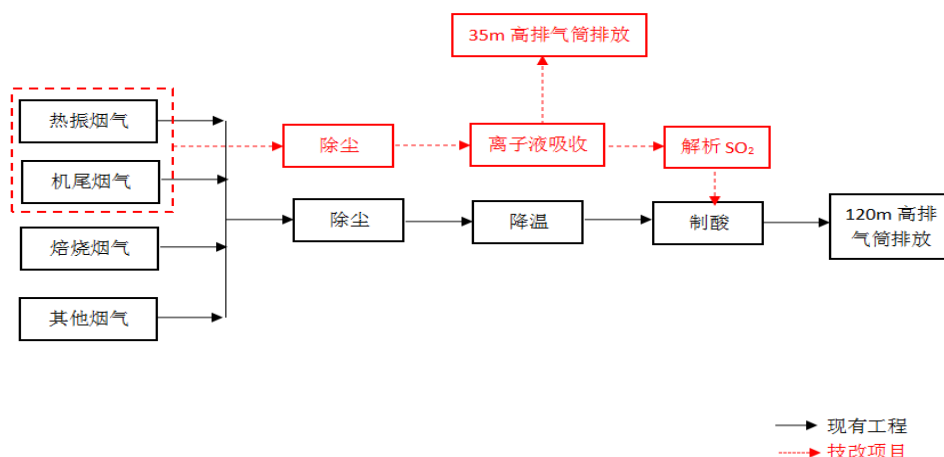 35m 高排气筒排放
热振烟气
除尘
离子液吸收
解析 SO₂
机尾烟气
除尘
降温
制酸
120m 高排
气筒排放
焙烧烟气
其他烟气
现有工程
技改项目